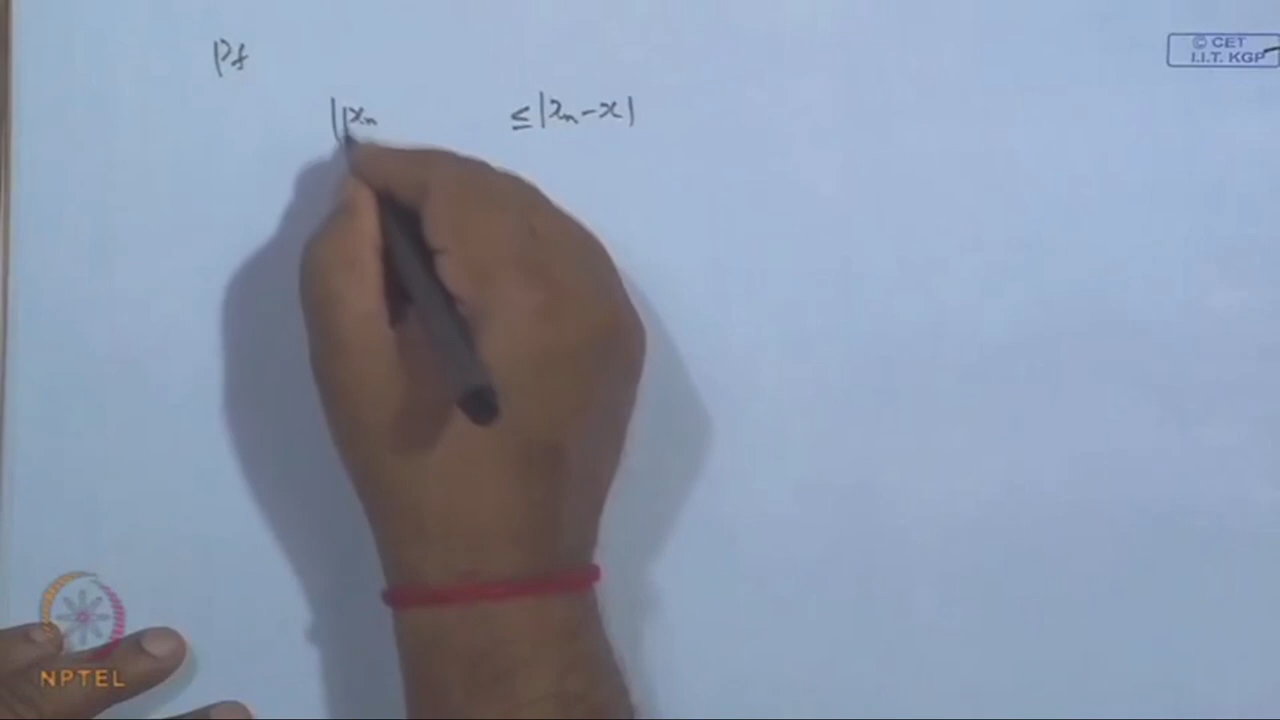 Pf
© CET
I.I.T. KGP
||xn ≤ |xn - x|
NPTEL